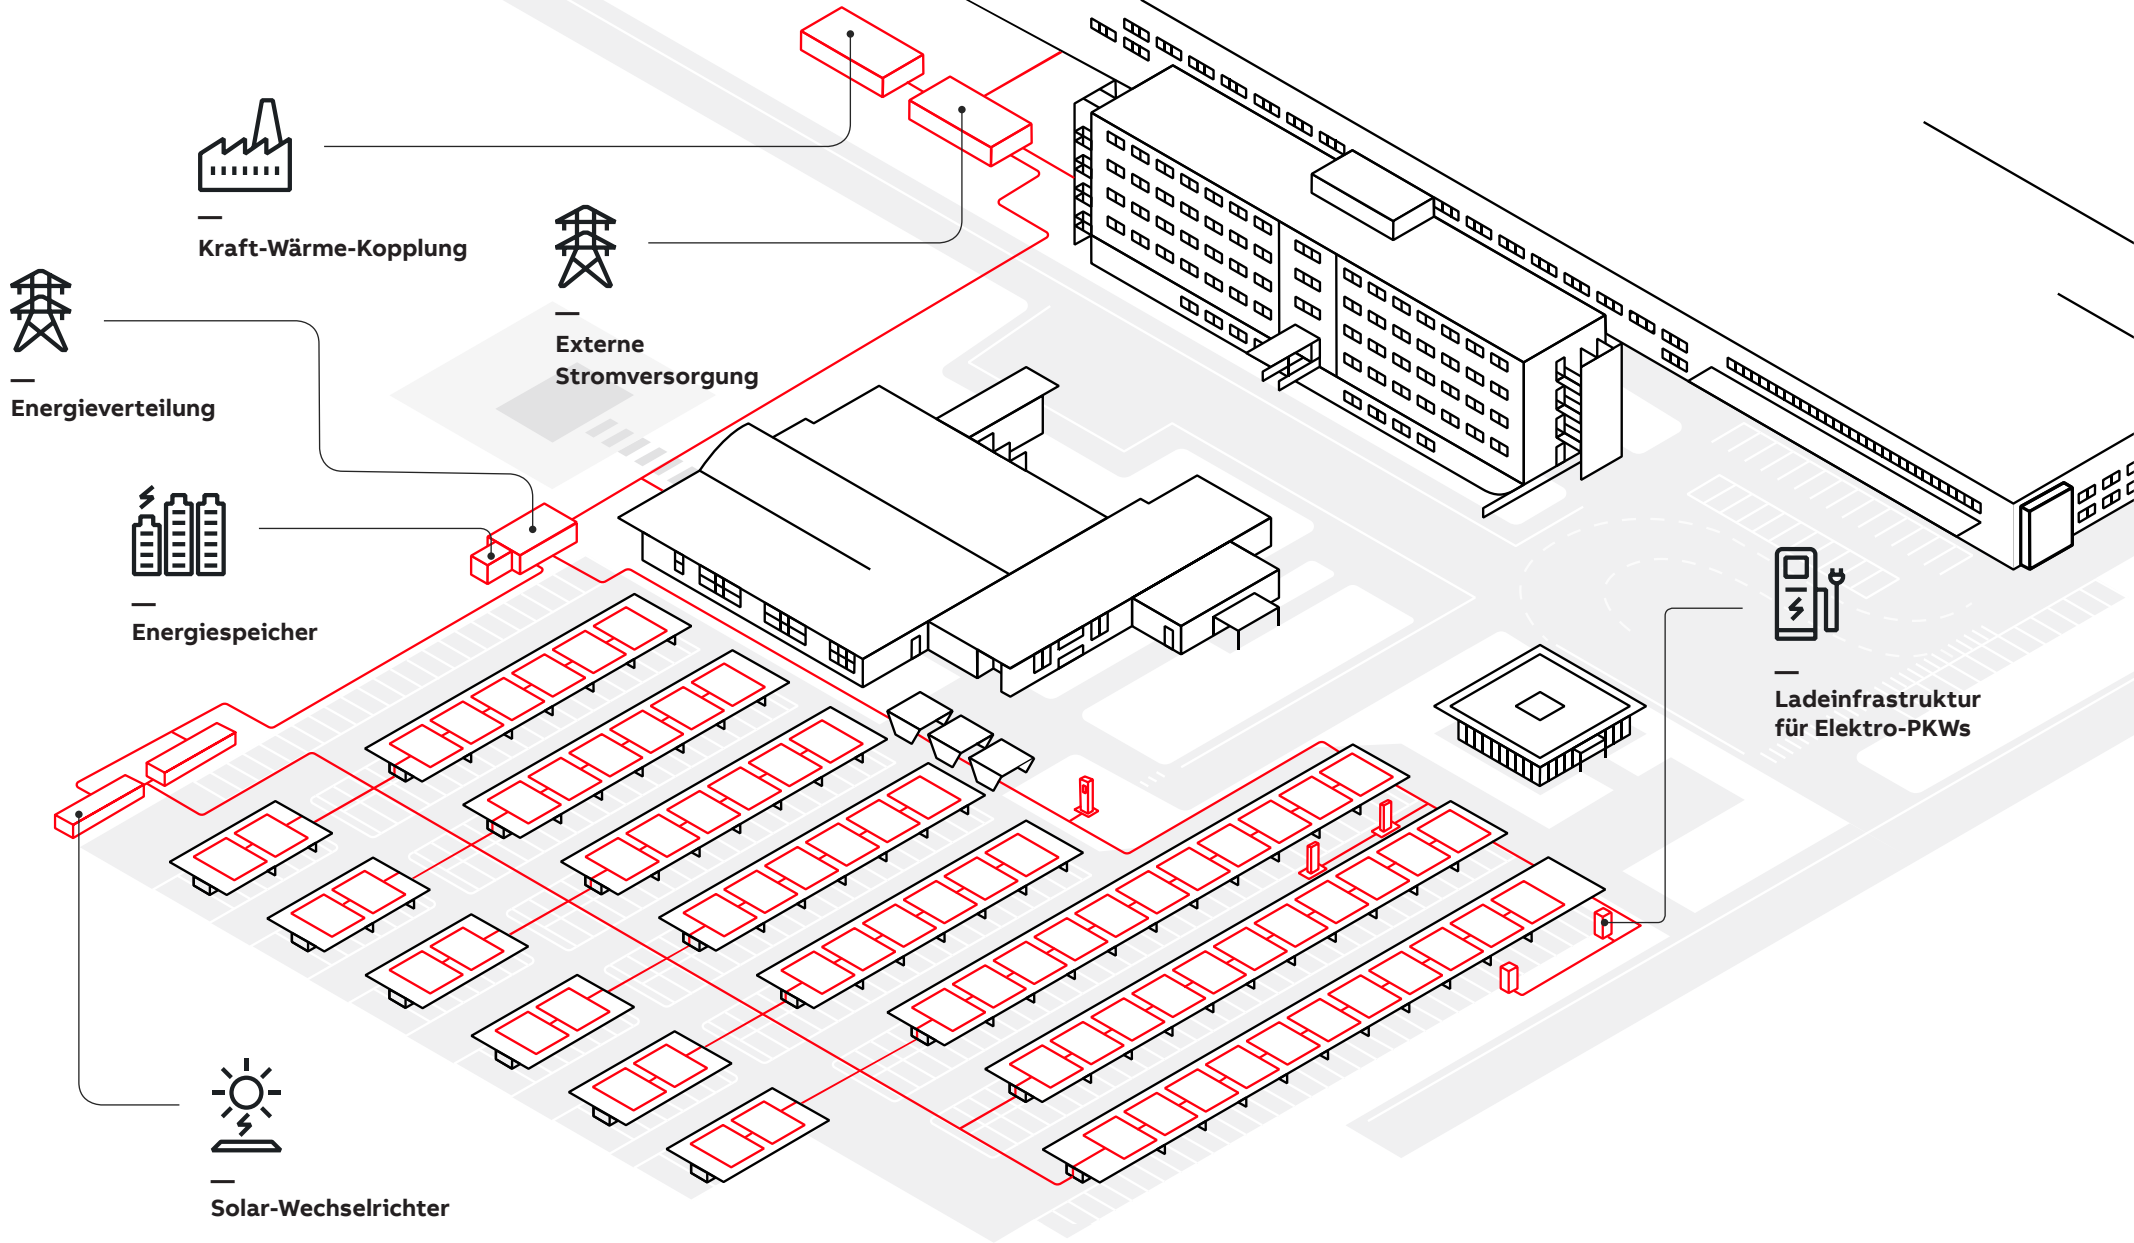 Kraft-Wärme-Kopplung
Externe
Stromversorgung
Energieverteilung
Energiespeicher
Ladeinfrastruktur
für Elektro-PKWs
Solar-Wechselrichter